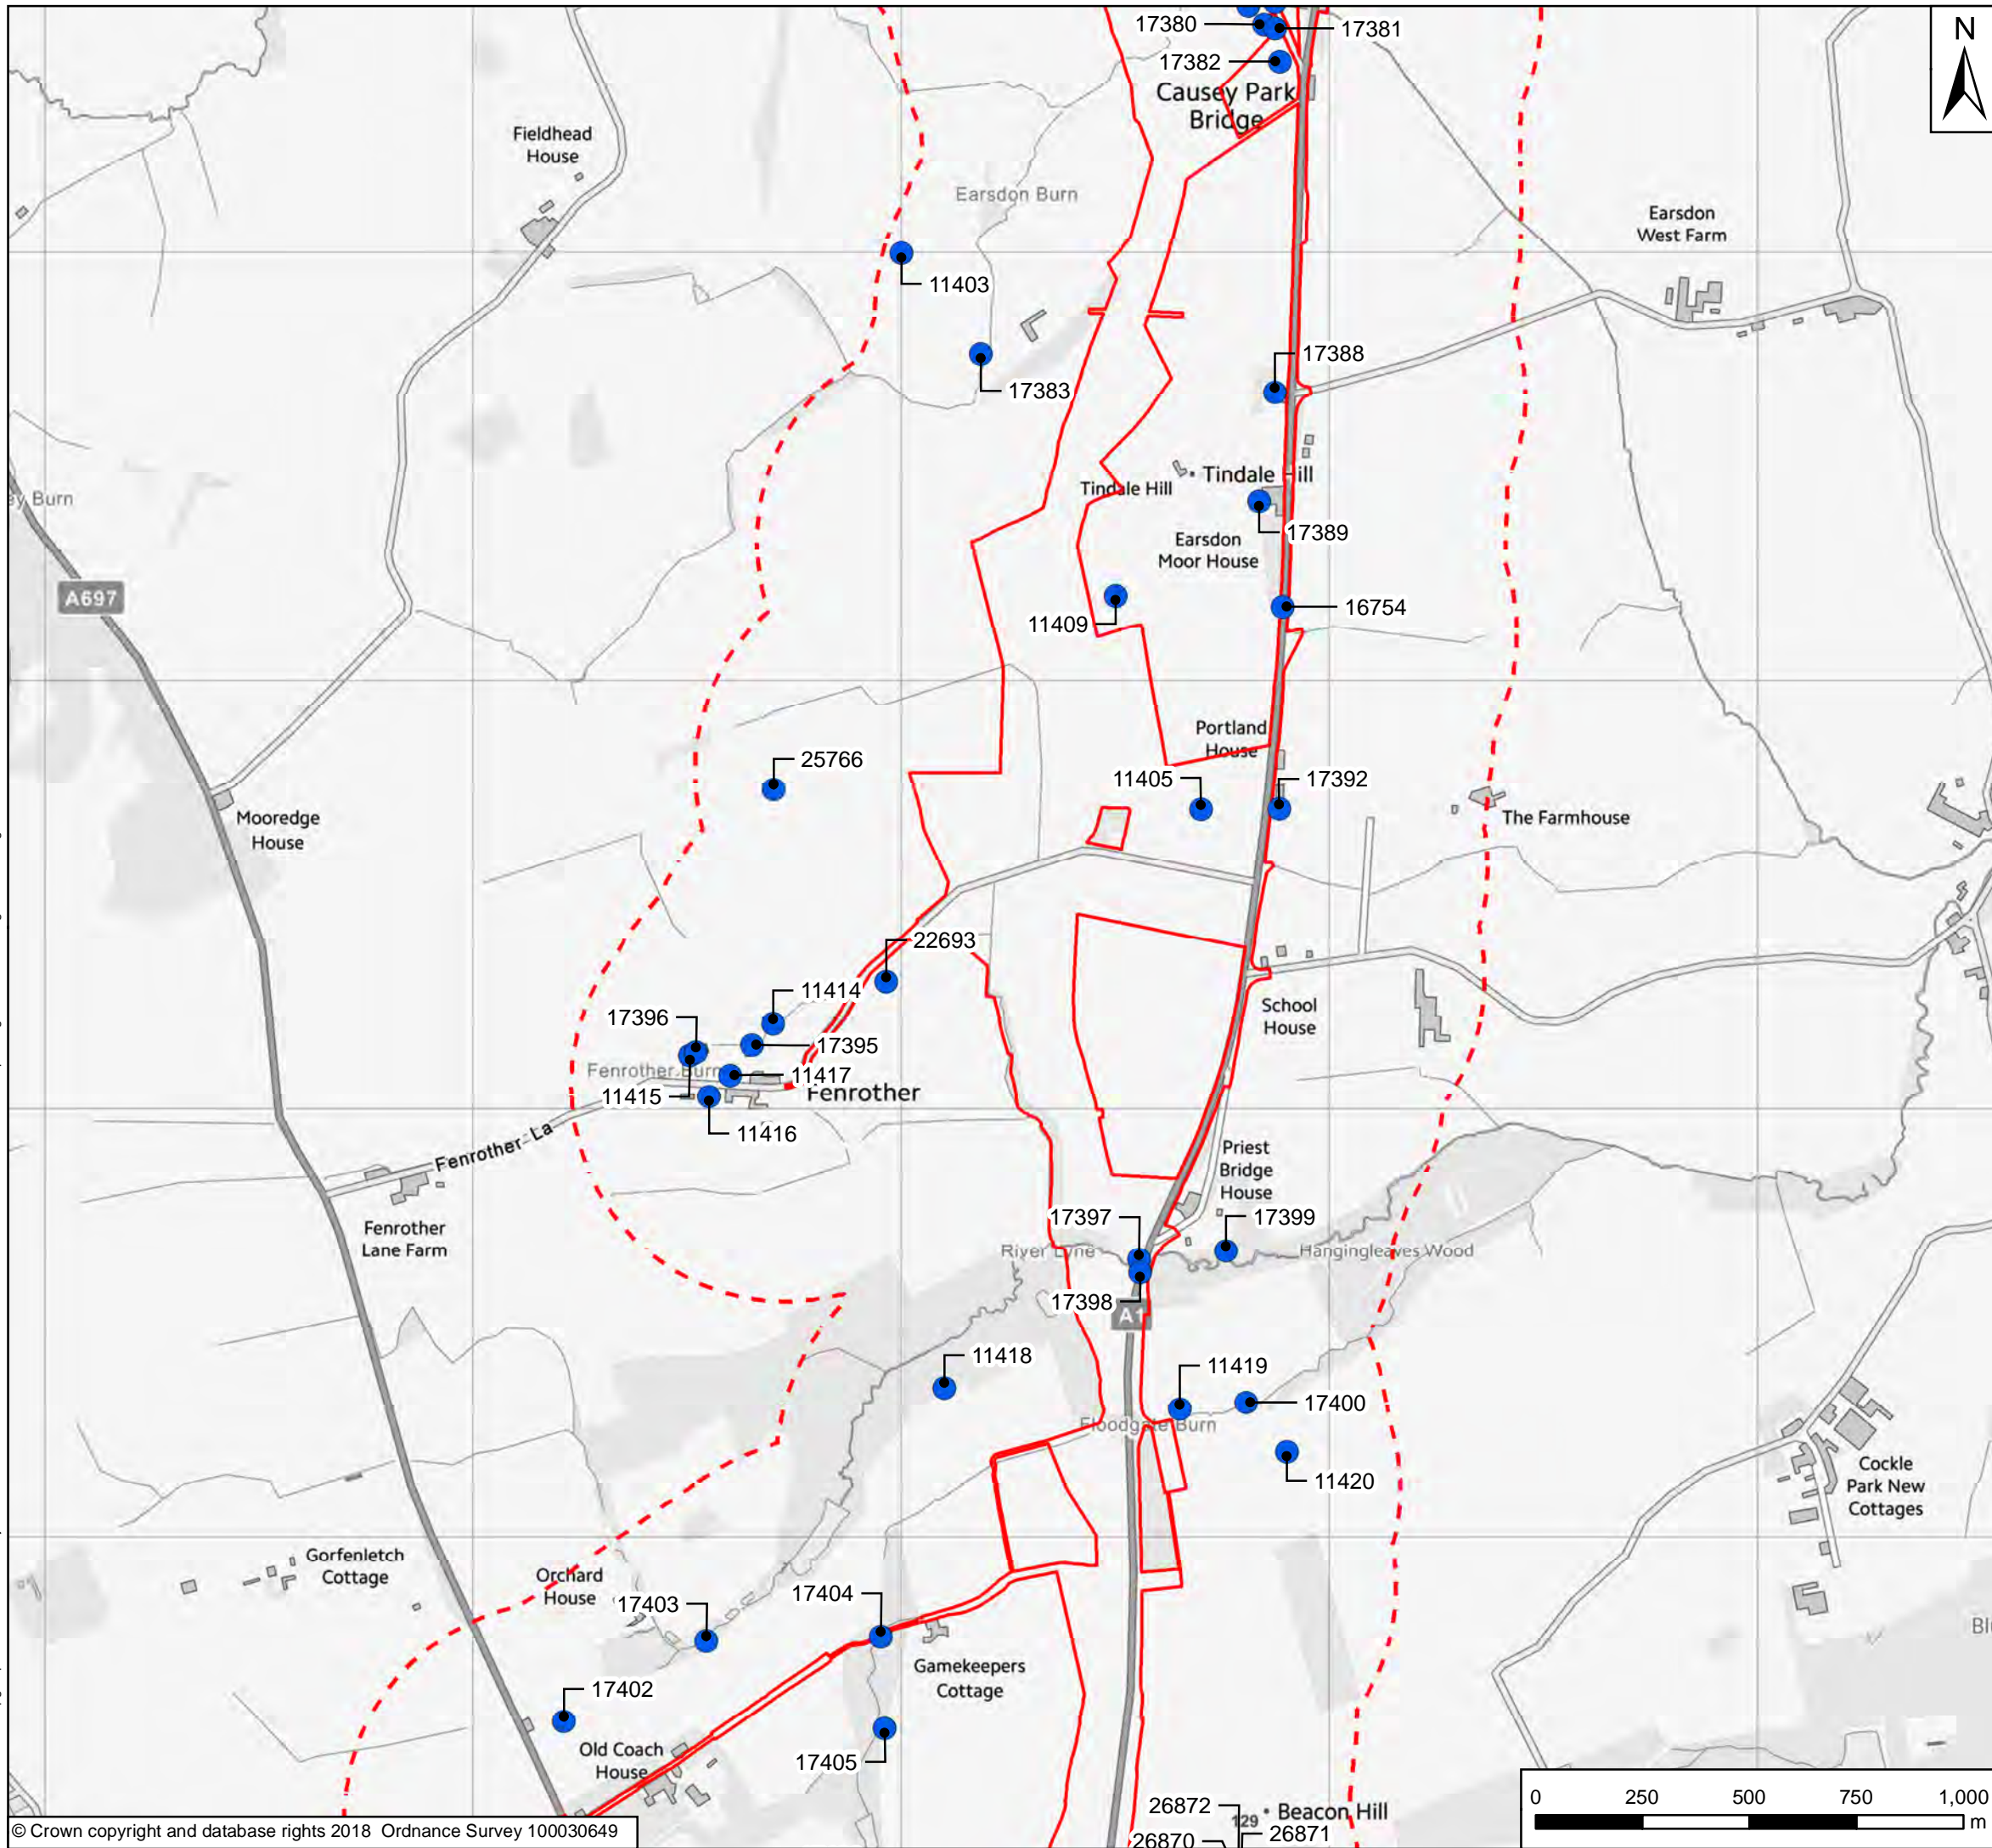 17380
17381
N
17382
Causey Park
Bridge
Fieldhead
House
Earsdon Burn
Earsdon
West Farm
11403
17388
17383
Tindale Hill
Tindale Hill
ey Burn
17389
Earsdon
Moor House
A697
16754
11409
Portland
House
25766
11405
17392
Mooredge
House
The Farmhouse
22693
11414
17396
School
House
17395
Fenrother Burn
11417
Fenrother
11415
11416
Fenrother La
Priest
Bridge
House
17397
17399
Fenrother
Lane Farm
River Lyne
Hangingleaves Wood
17398
A1
11418
11419
17400
Floodgate Burn
11420
Cockle
Park New
Cottages
Gorfenletch
Cottage
Orchard
House
17404
17403
Gamekeepers
Cottage
17402
Old Coach
House
17405
0 250 500 750 1,000
m
26872
129
Beacon Hill
26870
26871
© Crown copyright and database rights 2018 Ordnance Survey 100030649